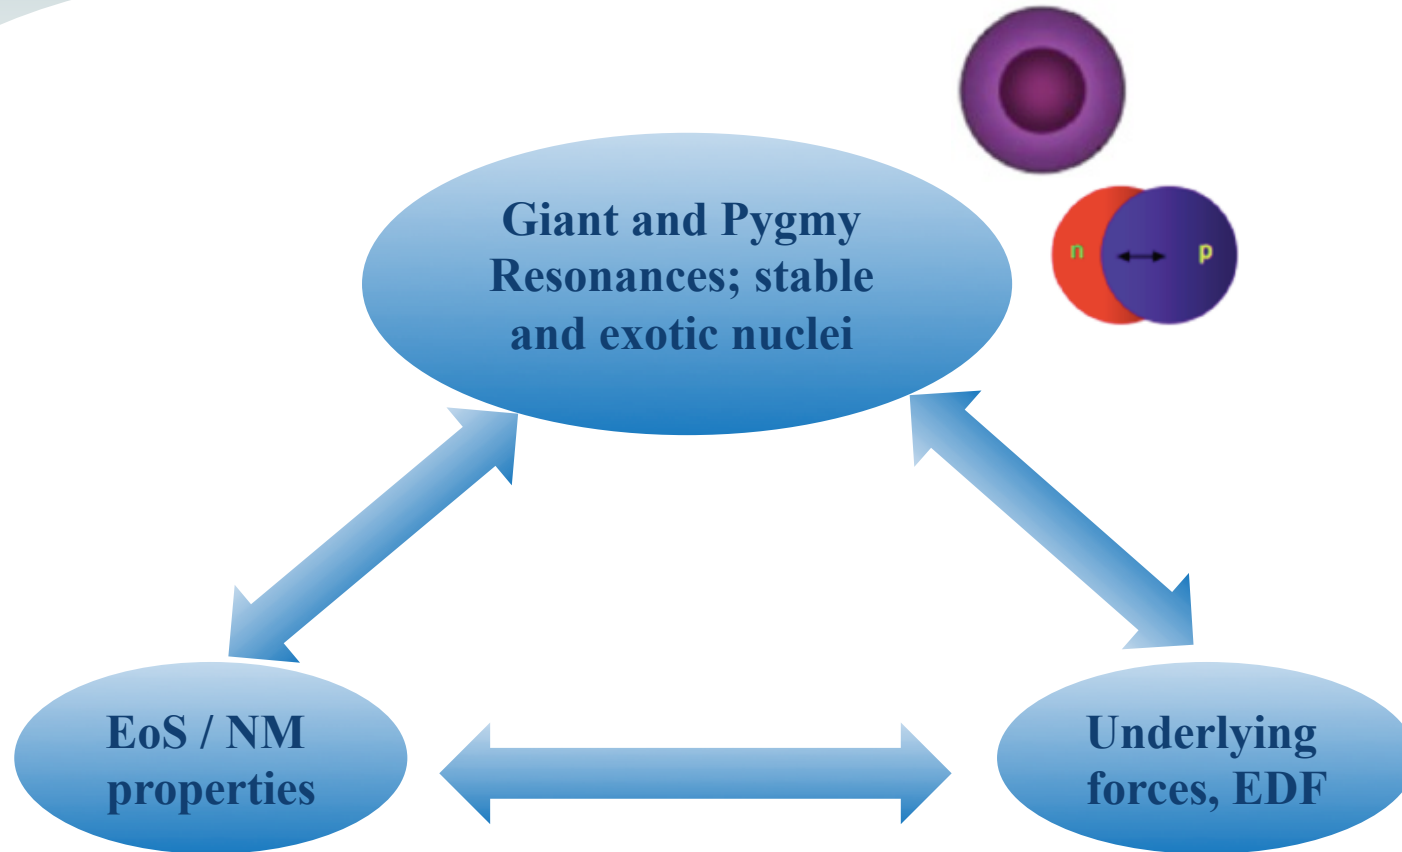 Giant and Pygmy
Resonances; stable
and exotic nuclei
n
p
EoS / NM
properties
Underlying
forces, EDF